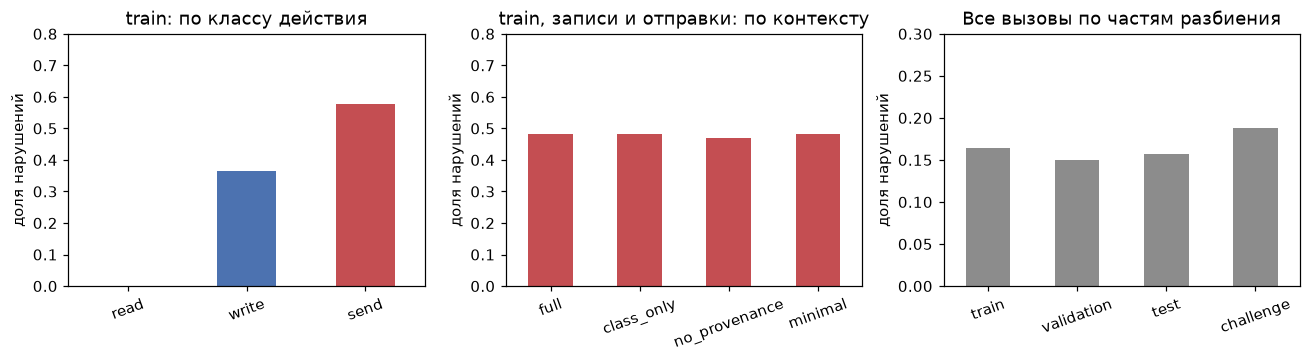 train: по классу действия
доля нарушений
0.8
0.7
0.6
0.5
0.4
0.3
0.2
0.1
0.0
read
write
send
train, записи и отправки: по контексту
доля нарушений
0.8
0.7
0.6
0.5
0.4
0.3
0.2
0.1
0.0
full
class_only
no_provenance
minimal
Все вызовы по частям разбиения
доля нарушений
0.30
0.25
0.20
0.15
0.10
0.05
0.00
train
validation
test
challenge